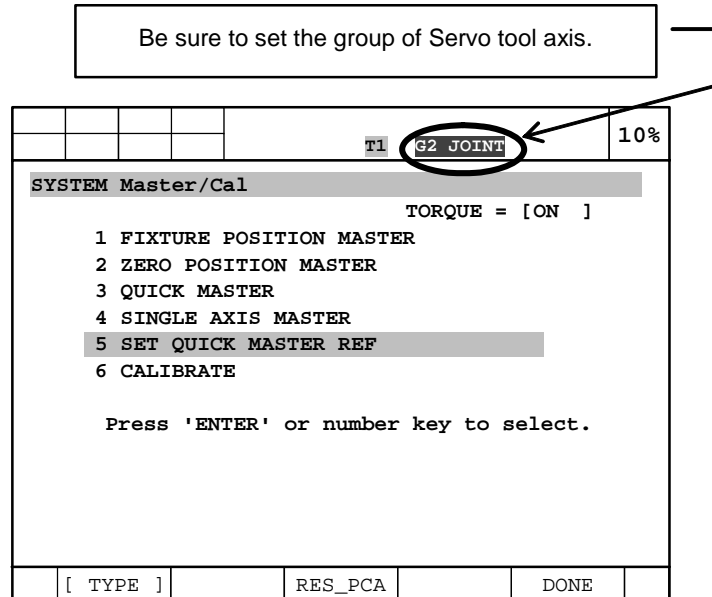 Be sure to set the group of Servo tool axis.
T1 G2 JOINT 10%
SYSTEM Master/Cal
TORQUE = [ON ]
1 FIXTURE POSITION MASTER
2 ZERO POSITION MASTER
3 QUICK MASTER
4 SINGLE AXIS MASTER
5 SET QUICK MASTER REF
6 CALIBRATE
Press 'ENTER' or number key to select.
[ TYPE ] RES_PCA DONE